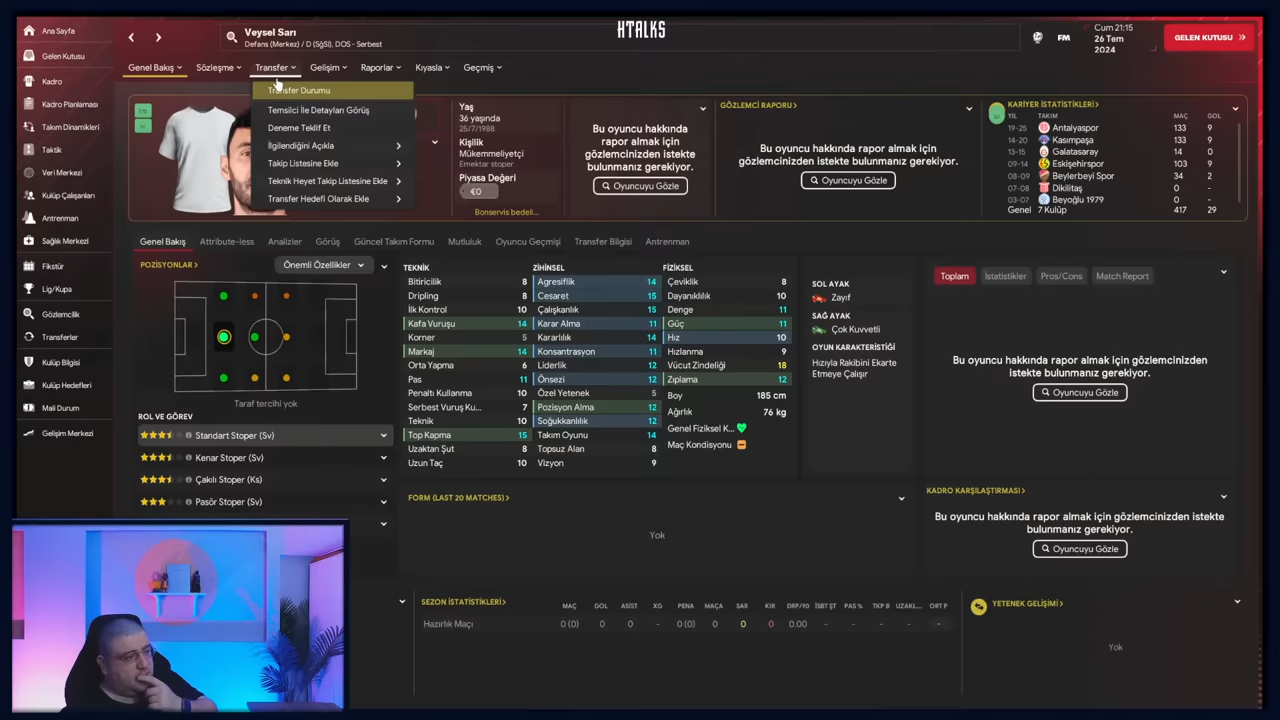 HTALKS
Ana Sayfa
Gelen Kutusu
Kadro
Kadro Planlaması
Takım Dinamikleri
Taktik
Veri Merkezi
Kulüp Çalışanları
Antrenman
Sağlık Merkezi
Fikstür
Lig/Kupa
Gözlemcilik
Transferler
Kulüp Bilgisi
Kulüp Hedefleri
Mali Durum
Gelişim Merkezi
Veysel Sarı
Defans (Merkez) / D (SğSl), DOS - Serbest
FM
Cum 21:15
26 Tem
2024
GELEN KUTUSU
Genel Bakış Sözleşme Transfer Gelişim Raporlar Kıyasla Geçmiş
Transfer Durumu
Temsilci İle Detayları Görüş
Deneme Teklif Et
İlgilendiğini Açıkla
Takip Listesine Ekle
Teknik Heyet Takip Listesine Ekle
Transfer Hedefi Olarak Ekle
Yaş
36 yaşında
25/7/1988
Kişilik
Mükemmeliyetçi
Emektar stoper
Piyasa Değeri
€0
Bonservis bedeli...
Bu oyuncu hakkında
rapor almak için
gözlemcinizden istekte
bulunmanız gerekiyor.
Oyuncuyu Gözle
GÖZLEMCİ RAPORU
Bu oyuncu hakkında rapor almak için
gözlemcinizden istekte bulunmanız gerekiyor.
Oyuncuyu Gözle
KARİYER İSTATİSTİKLERİ
YIL TAKIM MAÇ GOL
19-25 Antalyaspor 133 9
14-20 Kasımpaşa 133 9
13-15 Galatasaray 14 0
09-14 Eskişehirspor 103 9
08-09 Beylerbeyi Spor 34 2
07-08 Dikilitaş 0 -
03-07 Beyoğlu 1979 - -
Genel 7 Kulüp 417 29
Genel Bakış Attribute-less Analizler Görüş Güncel Takım Formu Mutluluk Oyuncu Geçmişi Transfer Bilgisi Antrenman
POZİSYONLAR
Önemli Özellikler
Taraf tercihi yok
ROL VE GÖREV
Standart Stoper (Sv)
Kenar Stoper (Sv)
Çakılı Stoper (Ks)
Pasör Stoper (Sv)
TEKNİK
Bitiricilik 8
Dripling 8
İlk Kontrol 10
Kafa Vuruşu 14
Korner 5
Markaj 14
Orta Yapma 6
Pas 11
Penaltı Kullanma 10
Serbest Vuruş Ku... 7
Teknik 10
Top Kapma 15
Uzaktan Şut 8
Uzun Taç 10
ZİHİNSEL
Agresiflik 14
Cesaret 15
Çalışkanlık 15
Karar Alma 11
Kararlılık 14
Konsantrasyon 11
Liderlik 12
Önsezi 12
Özel Yetenek 5
Pozisyon Alma 12
Soğukkanlılık 12
Takım Oyunu 14
Topsuz Alan 8
Vizyon 9
FİZİKSEL
Çeviklik 8
Dayanıklılık 10
Denge 11
Güç 11
Hız 10
Hızlanma 9
Vücut Zindeliği 18
Zıplama 12
Boy 185 cm
Ağırlık 76 kg
Genel Fiziksel K...
Maç Kondisyonu
SOL AYAK
Zayıf
SAĞ AYAK
Çok Kuvvetli
OYUN KARAKTERİSTİĞİ
Hızıyla Rakibini Ekarte
Etmeye Çalışır
Toplam İstatistikler Pros/Cons Match Report
Bu oyuncu hakkında rapor almak için gözlemcinizden
istekte bulunmanız gerekiyor.
Oyuncuyu Gözle
FORM (LAST 20 MATCHES)
Yok
KADRO KARŞILAŞTIRMASI
Bu oyuncu hakkında rapor almak için gözlemcinizden istekte
bulunmanız gerekiyor.
Oyuncuyu Gözle
SEZON İSTATİSTİKLERİ
MAÇ GOL ASİST XG PENA MAÇA SAR KIR DRP/90 İSBT ŞT PAS % TKP B UZAKL... ORT P
Hazırlık Maçı 0 (0) 0 0 - 0 (0) 0 0 0 0.00 - - - - -
YETENEK GELİŞİMİ
Yok